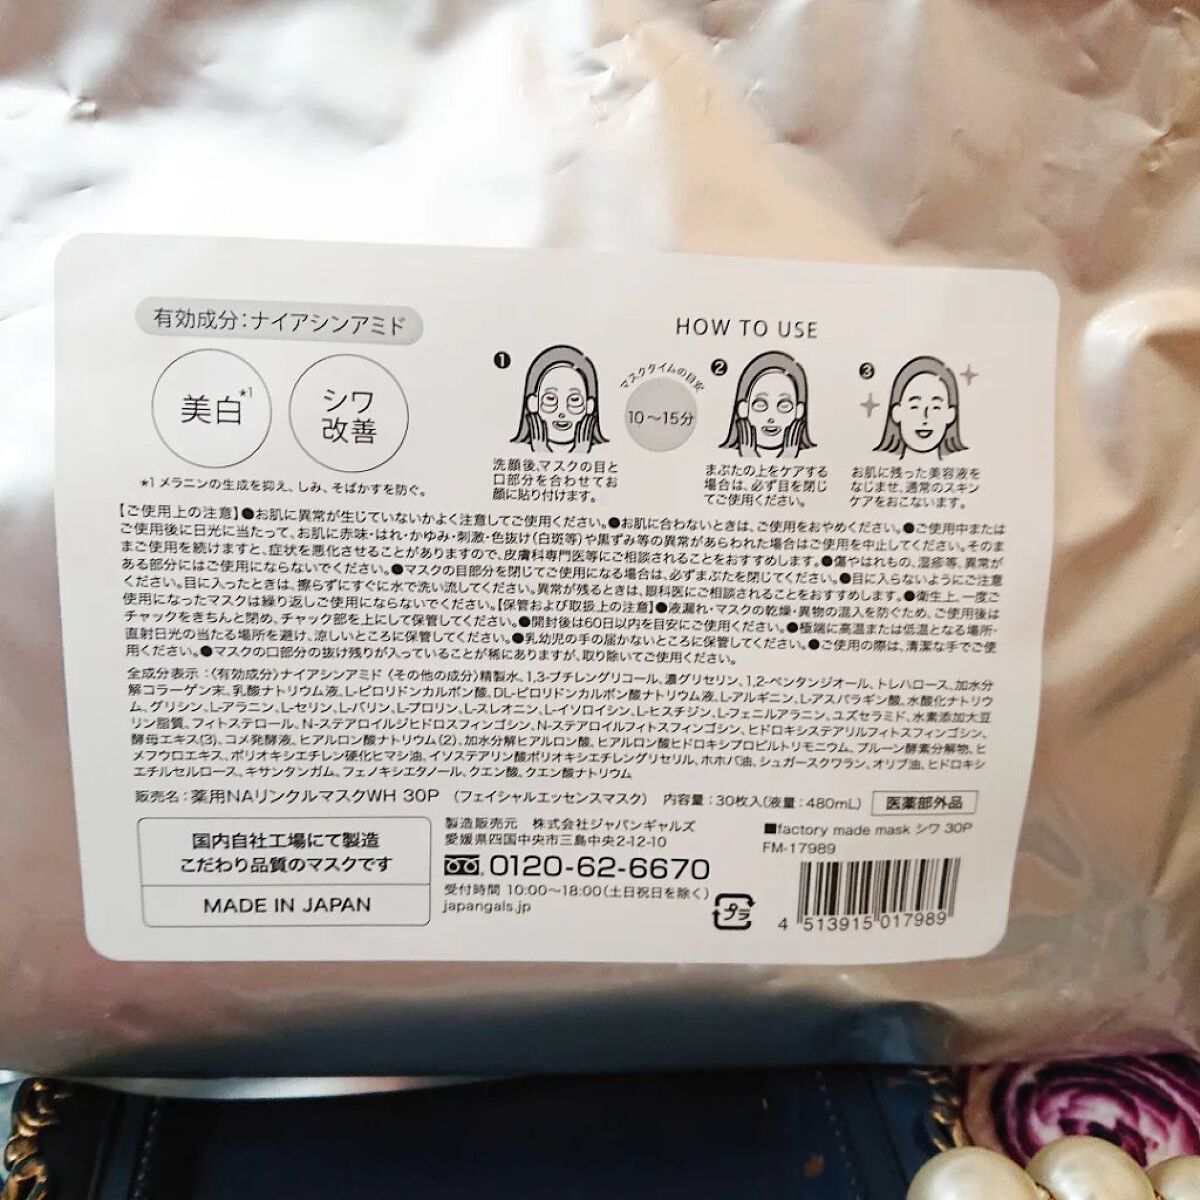 有効成分：ナイアシンアミド
美白*1
シワ
改善
*1 メラニンの生成を抑え、しみ、そばかすを防ぐ。
HOW TO USE
❶
洗顔後、マスクの目と
口部分を合わせてお
顔に貼り付けます。
マスクタイムの目安
10〜15分
❷
まぶたの上をケアする
場合は、必ず目を閉じ
てご使用ください。
❸
お肌に残った美容液を
なじませ、通常のスキン
ケアをおこないます。
【ご使用上の注意】●お肌に異常が生じていないかよく注意してご使用ください。●お肌に合わないときは、ご使用をおやめください。●ご使用中または
ご使用後に日光に当たって、お肌に赤味・はれ・かゆみ・刺激・色抜け(白斑等)や黒ずみ等の異常があらわれた場合はご使用を中止してください。そのま
まご使用を続けますと、症状を悪化させることがありますので、皮膚科専門医等にご相談されることをおすすめします。●傷やはれもの、湿疹等、異常が
ある部分にはご使用にならないでください。●マスクの目部分を閉じてご使用になる場合は、必ずまぶたを閉じてください。●目に入らないようにご注意
ください。目に入ったときは、擦らずにすぐに水で洗い流してください。異常が残るときは、眼科医にご相談されることをおすすめします。●衛生上、一度ご
使用になったマスクは繰り返しご使用にならないでください。【保管および取扱上の注意】●液漏れ・マスクの乾燥・異物の混入を防ぐため、ご使用後は
チャックをきちんと閉め、チャック部を上にして保管してください。●開封後は60日以内を目安にご使用ください。●極端に高温または低温となる場所・
直射日光の当たる場所を避け、涼しいところに保管してください。●乳幼児の手の届かないところに保管してください。●ご使用の際は、清潔な手でご使
用ください。●マスクの口部分の抜け残りが入っていることが稀にありますが、取り除いてご使用ください。
全成分表示：〈有効成分〉ナイアシンアミド〈その他の成分〉精製水、1,3-ブチレングリコール、濃グリセリン、1,2-ペンタンジオール、トレハロース、加水分
解コラーゲン末、乳酸ナトリウム液、L-ピロリドンカルボン酸、DL-ピロリドンカルボン酸ナトリウム液、L-アルギニン、L-アスパラギン酸、水酸化ナトリウ
ム、グリシン、L-アラニン、L-セリン、L-バリン、L-プロリン、L-スレオニン、L-イソロイシン、L-ヒスチジン、L-フェニルアラニン、ユズセラミド、水素添加大豆
リン脂質、フィトステロール、N-ステアロイルジヒドロスフィンゴシン、N-ステアロイルフィトスフィンゴシン、ヒドロキシステアリルフィトスフィンゴシン、
酵母エキス(3)、コメ発酵液、ヒアルロン酸ナトリウム(2)、加水分解ヒアルロン酸、ヒアルロン酸ヒドロキシプロピルトリモニウム、プルーン酵素分解物、ヒ
メフウロエキス、ポリオキシエチレン硬化ヒマシ油、イソステアリン酸ポリオキシエチレングリセリル、ホホバ油、シュガースクワラン、オリブ油、ヒドロキシ
エチルセルロース、キサンタンガム、フェノキシエタノール、クエン酸、クエン酸ナトリウム
販売名：薬用NAリンクルマスクWH 30P （フェイシャルエッセンスマスク） 内容量：30枚入(液量：480mL) 医薬部外品
国内自社工場にて製造
こだわり品質のマスクです
MADE IN JAPAN
製造販売元 株式会社ジャパンギャルズ
愛媛県四国中央市三島中央2-12-10
0120-62-6670
受付時間 10:00〜18:00(土日祝日を除く)
japangals.jp
プラ
■factory made mask シワ 30P
FM-17989
4 513915 017989